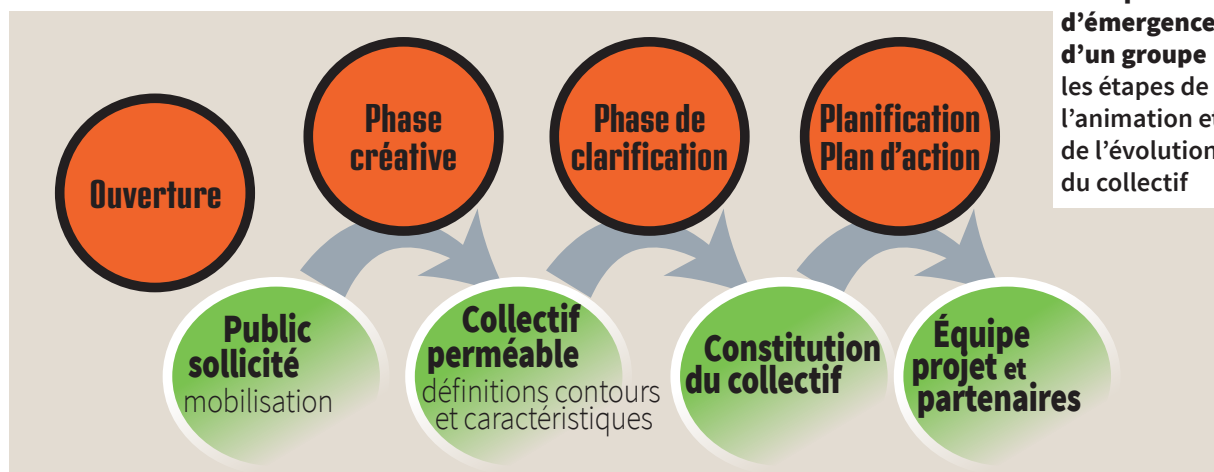 d’émergence
d’un groupe
les étapes de
l’animation et
de l’évolution
du collectif
Ouverture
Phase
créative
Phase de
clarification
Planification
Plan d’action
Public
sollicité
mobilisation
Collectif
perméable
définitions contours
et caractéristiques
Constitution
du collectif
Équipe
projet et
partenaires